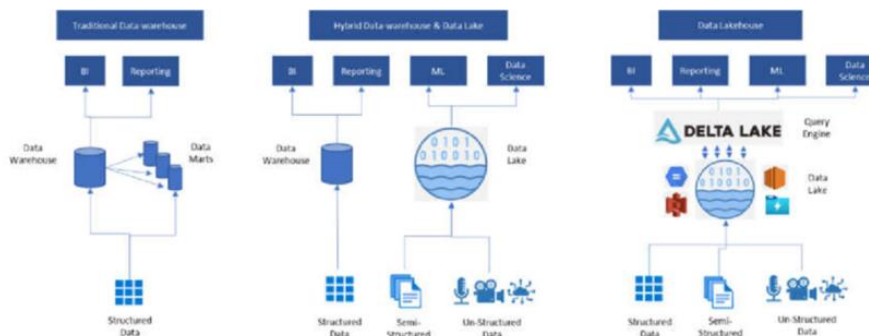 Traditional Data-warehouse
BI
Reporting
Data
Warehouse
Data
Marts
Structured
Data
Hybrid Data-warehouse & Data Lake
BI
Reporting
ML
Data
Science
Data
Warehouse
0101
010010
Data
Lake
Structured
Data
Semi-
Structured
Un-Structured
Data
Data Lakehouse
BI
Reporting
ML
Data
Science
DELTA LAKE
Query
Engine
0101
010010
Data
Lake
Structured
Data
Semi-
Structured
Un-Structured
Data